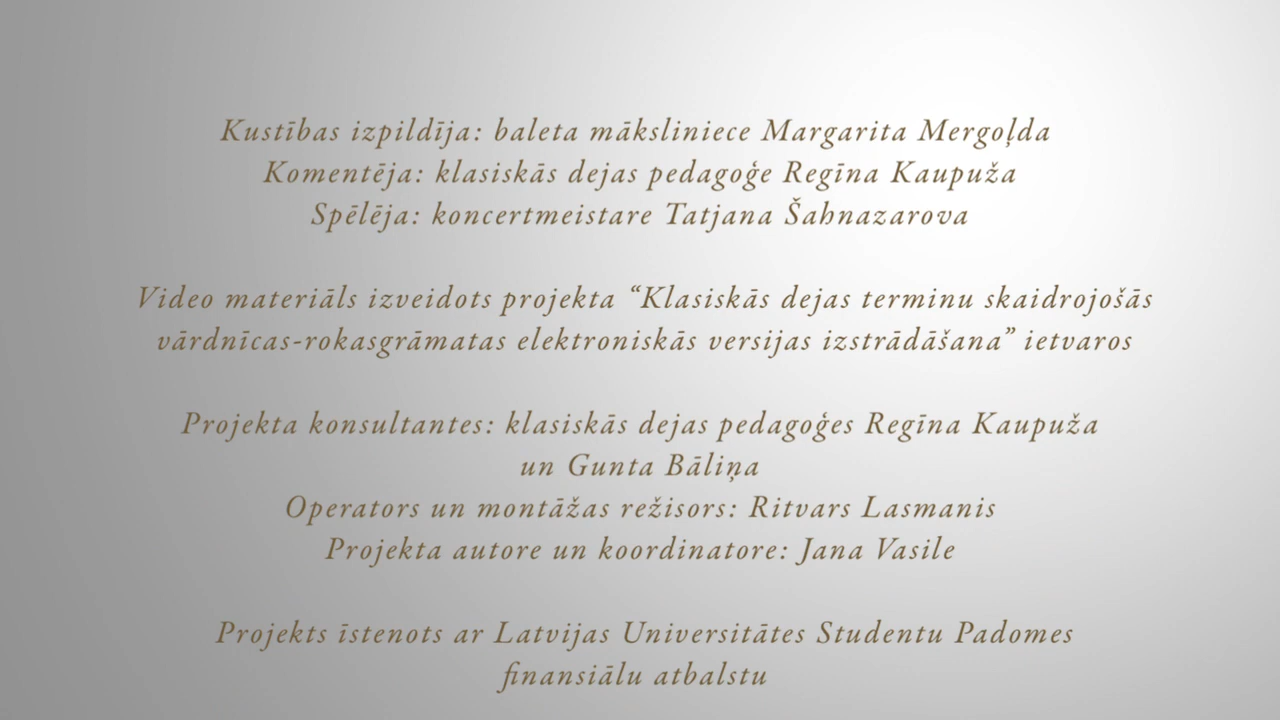 Kustības izpildīja: baleta māksliniece Margarita Mergoļda
Komentēja: klasiskās dejas pedagoģe Regīna Kaupuža
Spēlēja: koncertmeistare Tatjana Šahnazarova
Video materiāls izveidots projekta “Klasiskās dejas terminu skaidrojošās
vārdnīcas-rokasgrāmatas elektroniskās versijas izstrādāšana” ietvaros
Projekta konsultantes: klasiskās dejas pedagoģes Regīna Kaupuža
un Gunta Bāliņa
Operators un montāžas režisors: Ritvars Lasmanis
Projekta autore un koordinatore: Jana Vasile
Projekts īstenots ar Latvijas Universitātes Studentu Padomes
finansiālu atbalstu